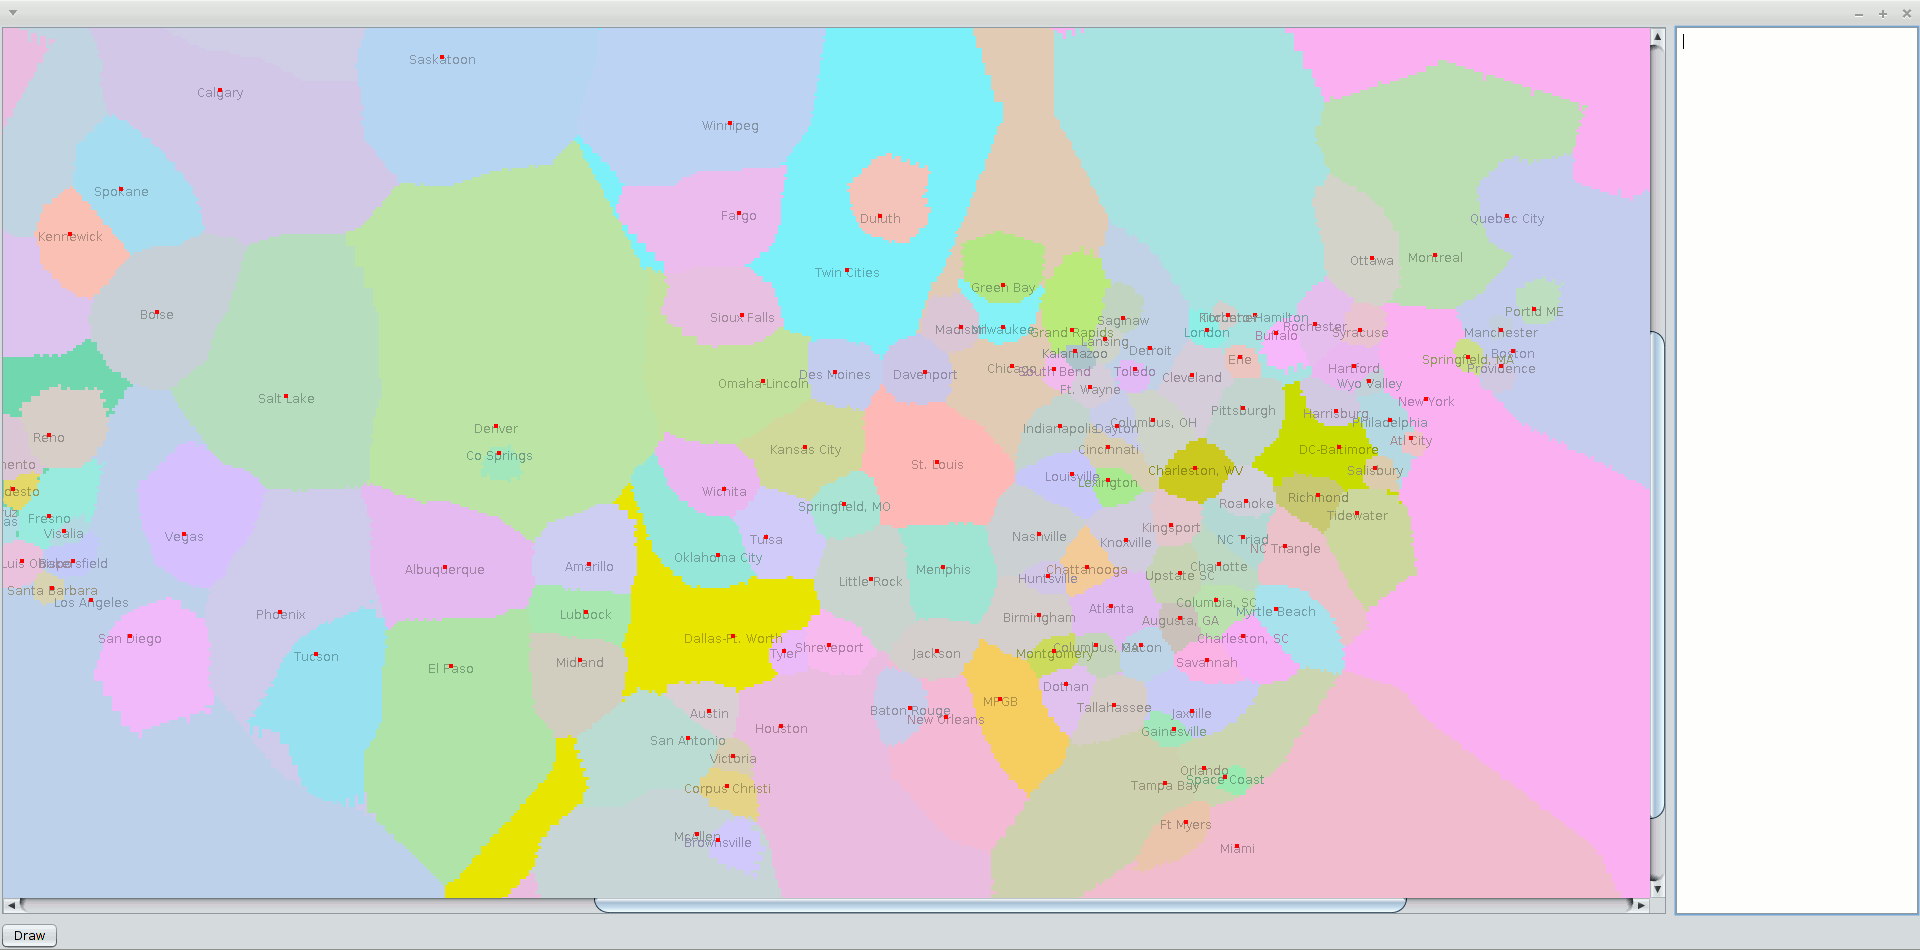 Saskatoon
Calgary
Winnipeg
Spokane
Fargo
Duluth
Quebec City
Kennewick
Ottawa
Montreal
Twin Cities
Green Bay
Boise
Portld ME
Sioux Falls
Saginaw
Hamilton
Madison
Milwaukee
Grand Rapids
London
Buffalo
Rochester
Syracuse
Manchester
Lansing
Kalamazoo
Detroit
Erie
Springfield, MA
Boston
Chicago
South Bend
Toledo
Cleveland
Hartford
Providence
Des Moines
Davenport
Omaha-Lincoln
Ft. Wayne
Wyo Valley
Salt Lake
New York
Pittsburgh
Harrisburg
Denver
Indianapolis
Dayton
Columbus, OH
Philadelphia
Reno
Atl City
Co Springs
Kansas City
Cincinnati
DC-Baltimore
mento
St. Louis
Charleston, WV
Salisbury
Louisville
Lexington
desto
Wichita
Richmond
Springfield, MO
Roanoke
Tidewater
as
Fresno
Visalia
Vegas
Tulsa
Nashville
Knoxville
Kingsport
NC Triad
NC Triangle
Oklahoma City
Luis O
Bakersfield
Albuquerque
Amarillo
Little Rock
Memphis
Huntsville
Chattanooga
Upstate SC
Charlotte
Santa Barbara
Los Angeles
Phoenix
Lubbock
Birmingham
Atlanta
Columbia, SC
Augusta, GA
Myrtle Beach
San Diego
Dallas-Ft. Worth
Charleston, SC
Tucson
Tyler
Shreveport
Jackson
Montgomery
Columbus, GA
Macon
El Paso
Midland
Savannah
Dothan
MPGB
Austin
Baton Rouge
New Orleans
Tallahassee
Jaxville
Houston
Gainesville
San Antonio
Victoria
Orlando
Space Coast
Tampa Bay
Corpus Christi
Ft Myers
McAllen
Brownsville
Miami
Draw